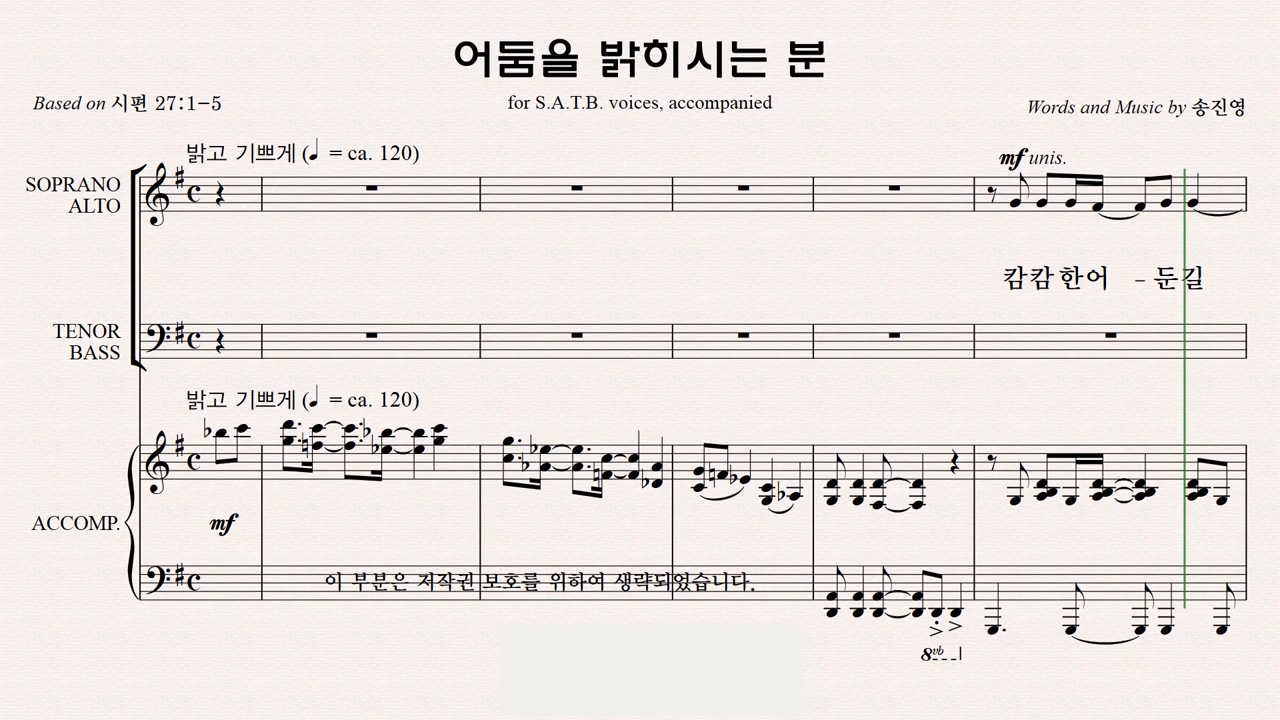 어둠을 밝히시는 분
Based on 시편 27:1-5
for S.A.T.B. voices, accompanied
Words and Music by 송진영
밝고 기쁘게 (♩ = ca. 120)
mf unis.
SOPRANO
ALTO
캄캄한어 - 둔길
TENOR
BASS
밝고 기쁘게 (♩ = ca. 120)
ACCOMP.
mf
이 부분은 저작권 보호를 위하여 생략되었습니다.
8vb